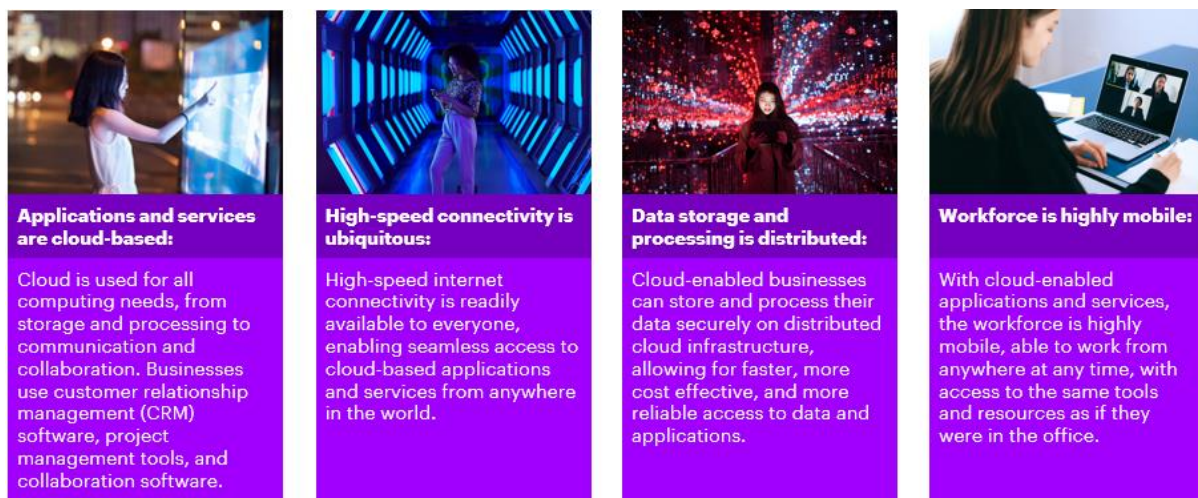 Applications and services
are cloud-based:
Cloud is used for all
computing needs, from
storage and processing to
communication and
collaboration. Businesses
use customer relationship
management (CRM)
software, project
management tools, and
collaboration software.
High-speed connectivity is
ubiquitous:
High-speed internet
connectivity is readily
available to everyone,
enabling seamless access to
cloud-based applications
and services from anywhere
in the world.
Data storage and
processing is distributed:
Cloud-enabled businesses
can store and process their
data securely on distributed
cloud infrastructure,
allowing for faster, more
cost effective, and more
reliable access to data and
applications.
Workforce is highly mobile:
With cloud-enabled
applications and services,
the workforce is highly
mobile, able to work from
anywhere at any time, with
access to the same tools
and resources as if they
were in the office.